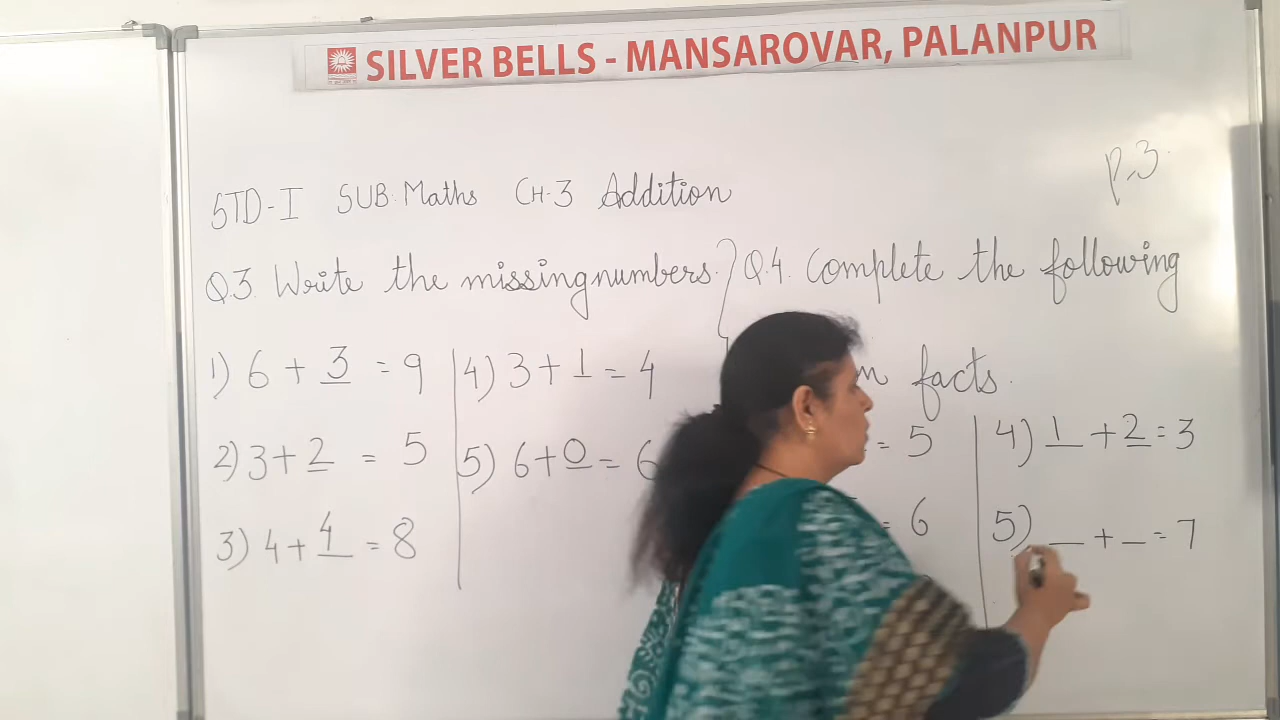 SILVER BELLS - MANSAROVAR, PALANPUR
P.3
STD-I SUB: Maths CH-3 Addition
Q.3. Write the missing numbers.
1) 6 + 3 = 9
2) 3 + 2 = 5
3) 4 + 4 = 8
4) 3 + 1 = 4
5) 6 + 0 = 6
Q.4. Complete the following
facts.
= 5
= 6
4) 1 + 2 = 3
5) __ + __ = 7